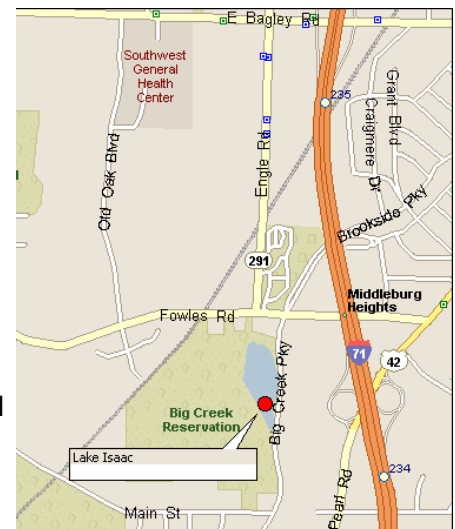 E Bagley Rd
Southwest
General
Health
Center
235
Grant Blvd
Craigmere Dr
Old Oak Blvd
Engle Rd
Brookside Pky
291
Middleburg
Heights
Fowles Rd
71
42
Big Creek Pky
Big Creek
Reservation
Lake Isaac
234
Pearl Rd
Main St